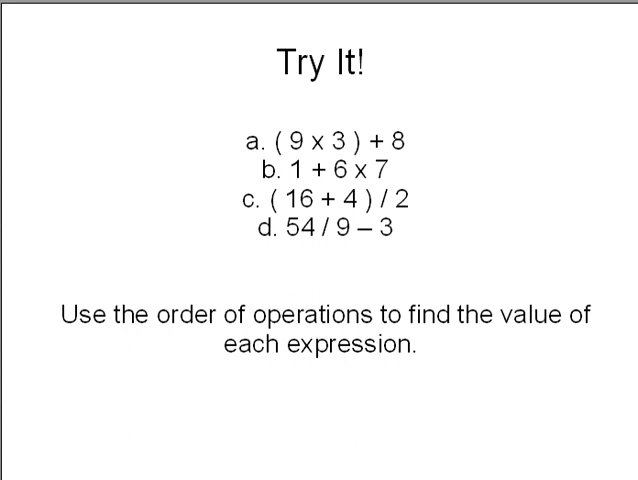 Try It!
a. ( 9 x 3 ) + 8
b. 1 + 6 x 7
c. ( 16 + 4 ) / 2
d. 54 / 9 – 3
Use the order of operations to find the value of
each expression.